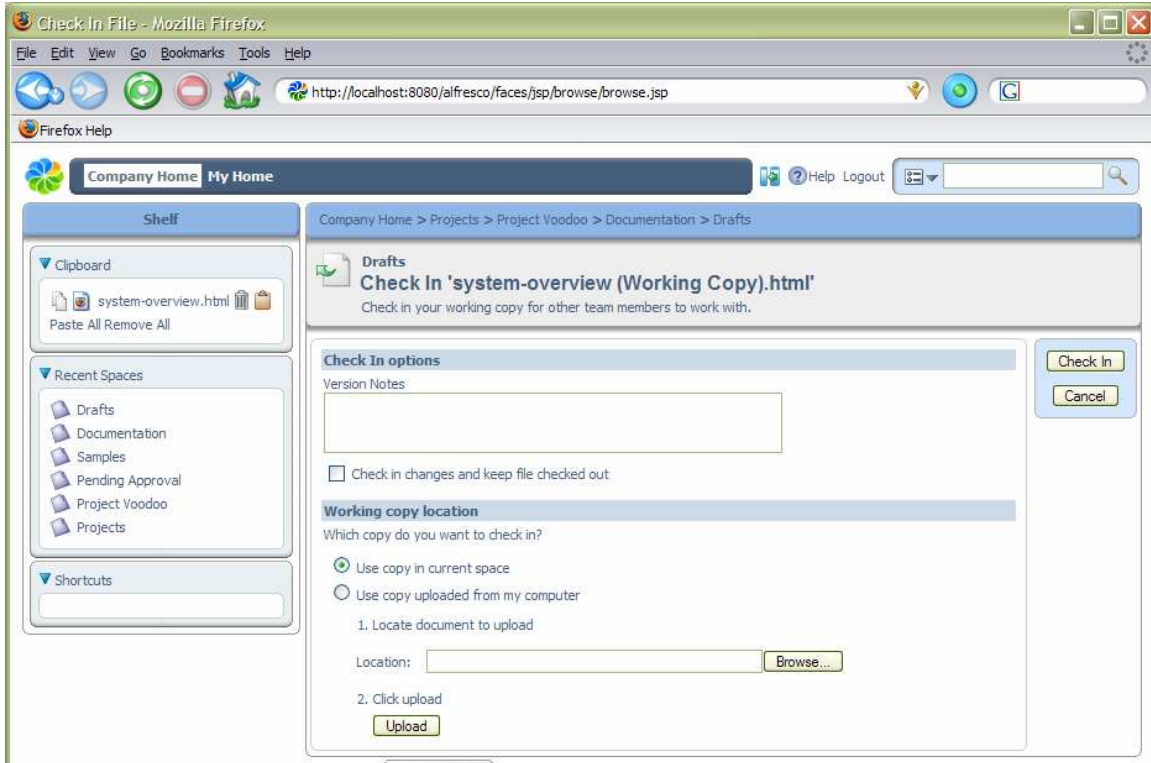 Check In File - Mozilla Firefox
File Edit View Go Bookmarks Tools Help
http://localhost:8080/alfresco/faces/jsp/browse/browse.jsp
G
Firefox Help
Company Home My Home
Help Logout
Shelf
Company Home > Projects > Project Voodoo > Documentation > Drafts
Clipboard
system-overview.html
Paste All Remove All
Drafts
Check In 'system-overview (Working Copy).html'
Check in your working copy for other team members to work with.
Recent Spaces
Drafts
Documentation
Samples
Pending Approval
Project Voodoo
Projects
Shortcuts
Check In options
Version Notes
Check in changes and keep file checked out
Working copy location
Which copy do you want to check in?
Use copy in current space
Use copy uploaded from my computer
1. Locate document to upload
Location: Browse...
2. Click upload
Upload
Check In
Cancel